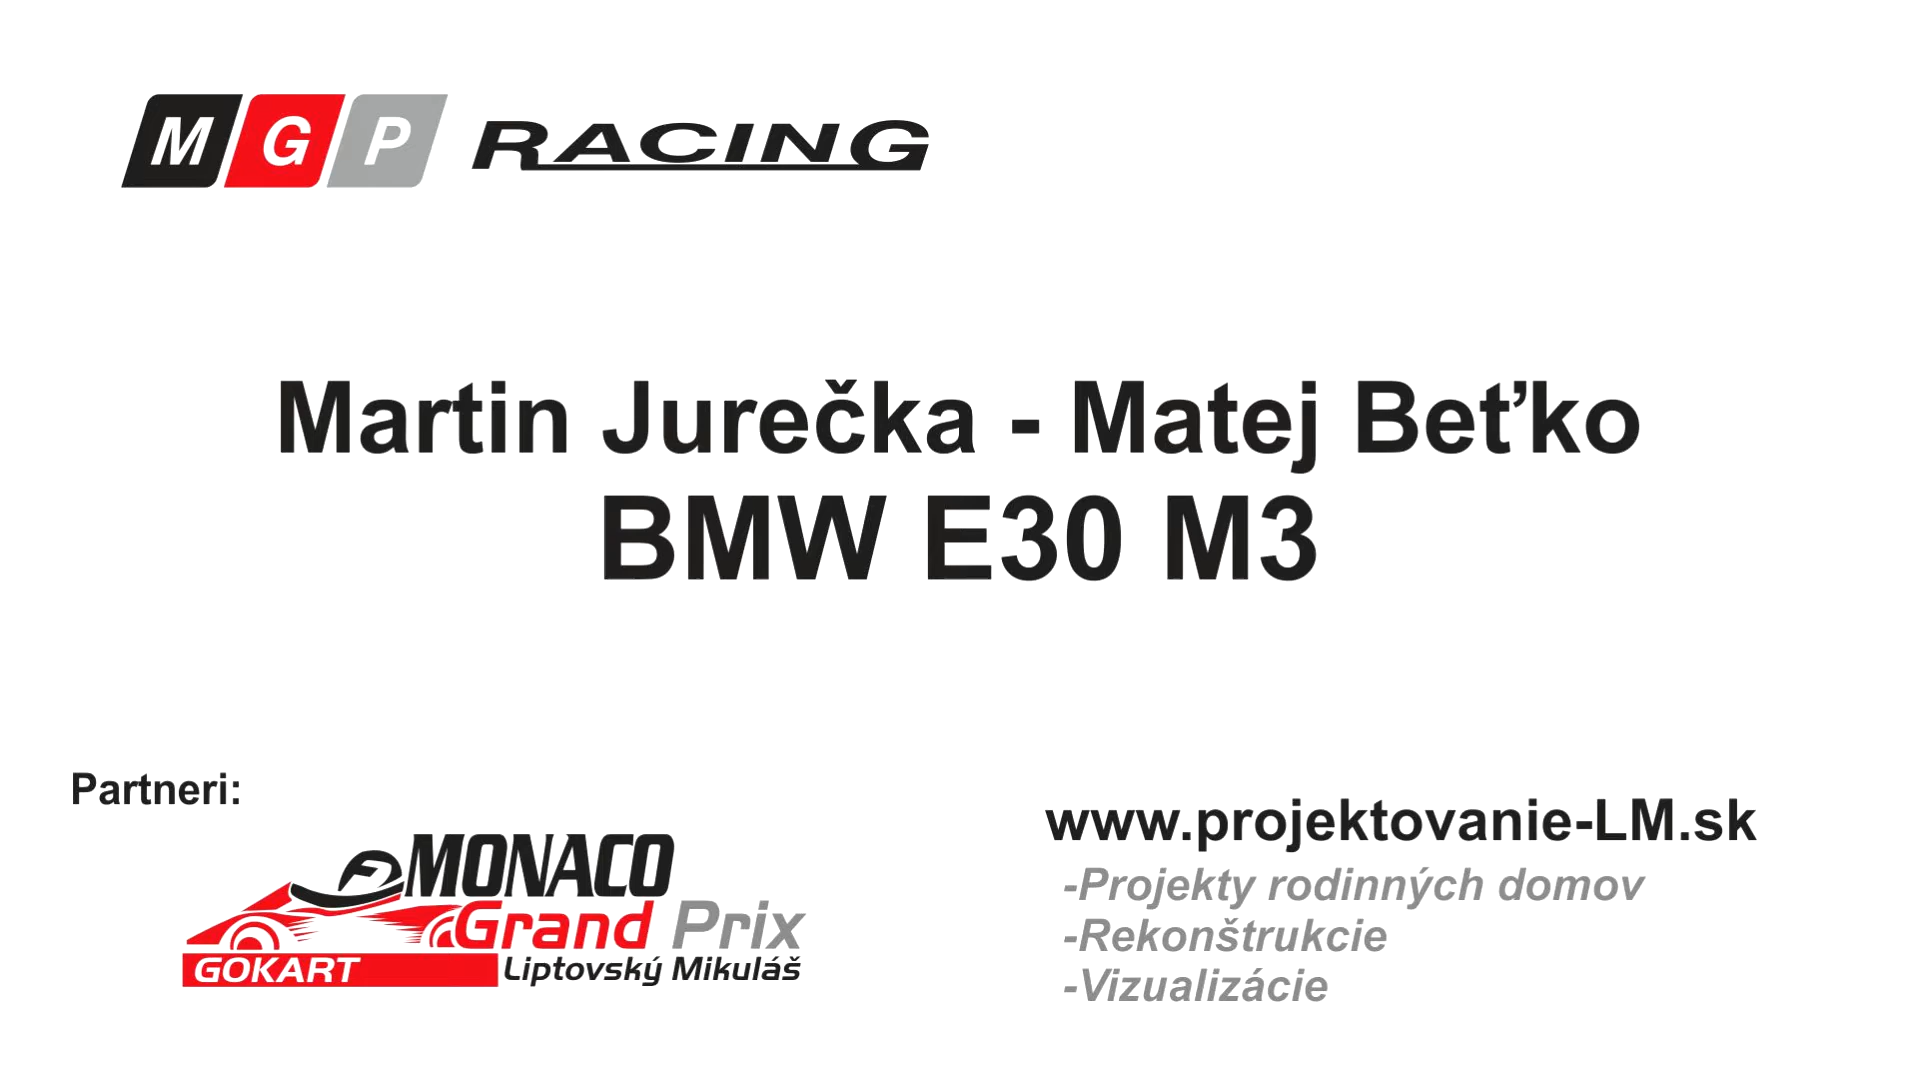 MGP RACING
Martin Jurečka - Matej Beťko
BMW E30 M3
Partneri:
MONACO
Grand Prix
GOKART Liptovský Mikuláš
www.projektovanie-LM.sk
-Projekty rodinných domov
-Rekonštrukcie
-Vizualizácie